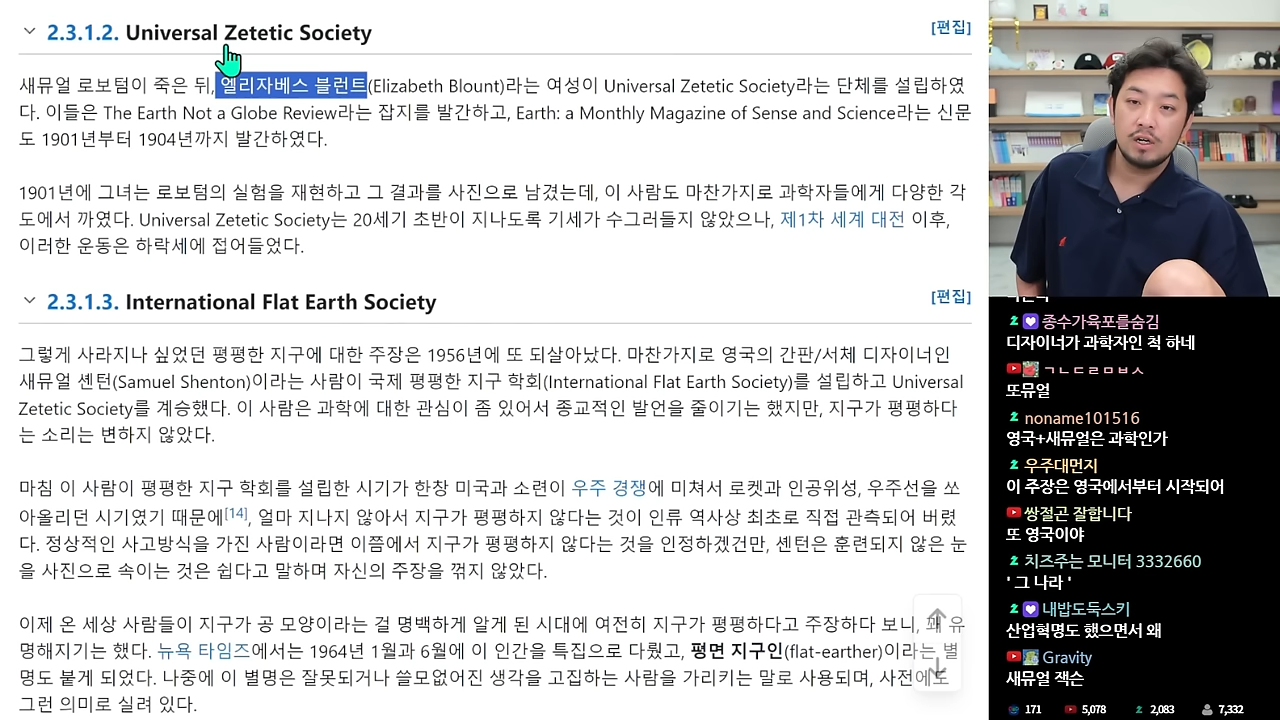 2.3.1.2. Universal Zetetic Society
[편집]
새뮤얼 로보텀이 죽은 뒤, 엘리자베스 블런트(Elizabeth Blount)라는 여성이 Universal Zetetic Society라는 단체를 설립하였
다. 이들은 The Earth Not a Globe Review라는 잡지를 발간하고, Earth: a Monthly Magazine of Sense and Science라는 신문
도 1901년부터 1904년까지 발간하였다.
1901년에 그녀는 로보텀의 실험을 재현하고 그 결과를 사진으로 남겼는데, 이 사람도 마찬가지로 과학자들에게 다양한 각
도에서 까였다. Universal Zetetic Society는 20세기 초반이 지나도록 기세가 수그러들지 않았으나, 제1차 세계 대전 이후,
이러한 운동은 하락세에 접어들었다.
2.3.1.3. International Flat Earth Society
[편집]
그렇게 사라지나 싶었던 평평한 지구에 대한 주장은 1956년에 또 되살아났다. 마찬가지로 영국의 간판/서체 디자이너인
새뮤얼 셴턴(Samuel Shenton)이라는 사람이 국제 평평한 지구 학회(International Flat Earth Society)를 설립하고 Universal
Zetetic Society를 계승했다. 이 사람은 과학에 대한 관심이 좀 있어서 종교적인 발언을 줄이기는 했지만, 지구가 평평하다
는 소리는 변하지 않았다.
마침 이 사람이 평평한 지구 학회를 설립한 시기가 한창 미국과 소련이 우주 경쟁에 미쳐서 로켓과 인공위성, 우주선을 쏘
아올리던 시기였기 때문에[14], 얼마 지나지 않아서 지구가 평평하지 않다는 것이 인류 역사상 최초로 직접 관측되어 버렸
다. 정상적인 사고방식을 가진 사람이라면 이쯤에서 지구가 평평하지 않다는 것을 인정하겠건만, 셴턴은 훈련되지 않은 눈
을 사진으로 속이는 것은 쉽다고 말하며 자신의 주장을 꺾지 않았다.
이제 온 세상 사람들이 지구가 공 모양이라는 걸 명백하게 알게 된 시대에 여전히 지구가 평평하다고 주장하다 보니, 꽤 유
명해지기는 했다. 뉴욕 타임즈에서는 1964년 1월과 6월에 이 인간을 특집으로 다뤘고, 평면 지구인(flat-earther)이라는 별
명도 붙게 되었다. 나중에 이 별명은 잘못되거나 쓸모없어진 생각을 고집하는 사람을 가리키는 말로 사용되며, 사전에도
그런 의미로 실려 있다.
종수가육포를숨김
디자이너가 과학자인 척 하네
ㄱㄴㄷㄹㅁㅂㅅ
또뮤얼
noname101516
영국+새뮤얼은 과학인가
우주대먼지
이 주장은 영국에서부터 시작되어
쌍절곤 잘합니다
또 영국이야
치즈주는 모니터 3332660
' 그 나라 '
내밥도둑스키
산업혁명도 했으면서 왜
Gravity
새뮤얼 잭슨
171 5,078 2,083 7,332